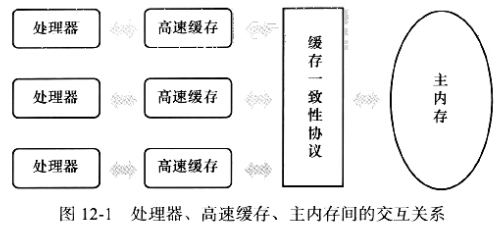 处理器
高速缓存
处理器
高速缓存
处理器
高速缓存
缓存一致性协议
主内存
图 12-1 处理器、高速缓存、主内存间的交互关系